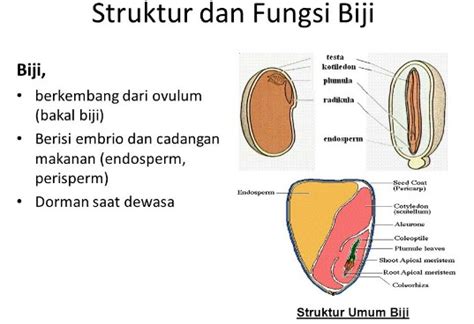 Struktur dan Fungsi Biji
Biji,
• berkembang dari ovulum
(bakal biji)
• Berisi embrio dan cadangan
makanan (endosperm,
perisperm)
• Dorman saat dewasa
testa
kotiledon
plumula
radikula
endosperm
Endosperm
Seed Coat
(Pericarp)
Cotyledon
(scutellum)
Aleurone
Coleoptile
Plumule leaves
Shoot Apical meristem
Root Apical meristem
Coleorhiza
Struktur Umum Biji